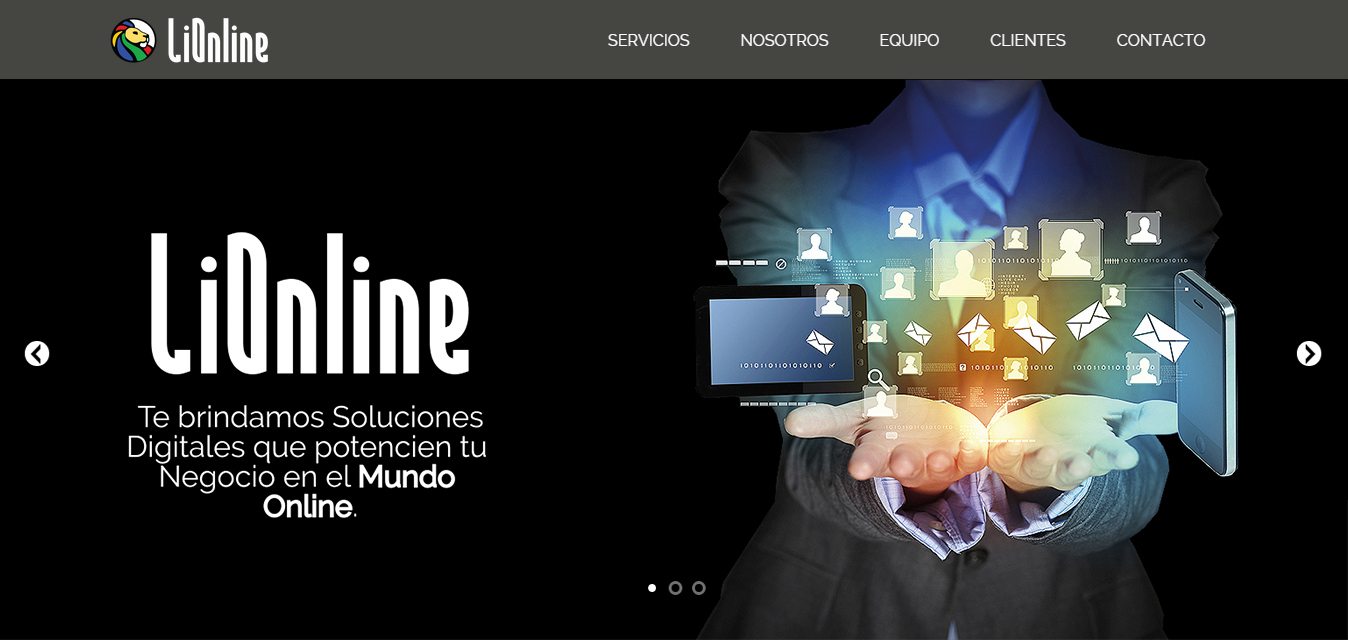 LiOnline
SERVICIOS NOSOTROS EQUIPO CLIENTES CONTACTO
LiOnline
Te brindamos Soluciones
Digitales que potencien tu
Negocio en el Mundo
Online.